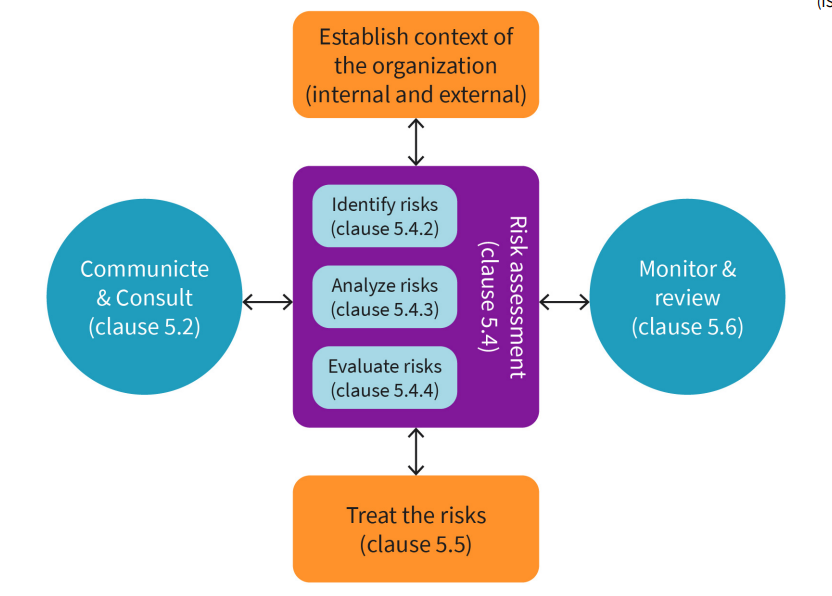 (is
Establish context of
the organization
(internal and external)
Identify risks
(clause 5.4.2)
Analyze risks
(clause 5.4.3)
Evaluate risks
(clause 5.4.4)
Risk assessment
(clause 5.4)
Communicte
& Consult
(clause 5.2)
Monitor &
review
(clause 5.6)
Treat the risks
(clause 5.5)